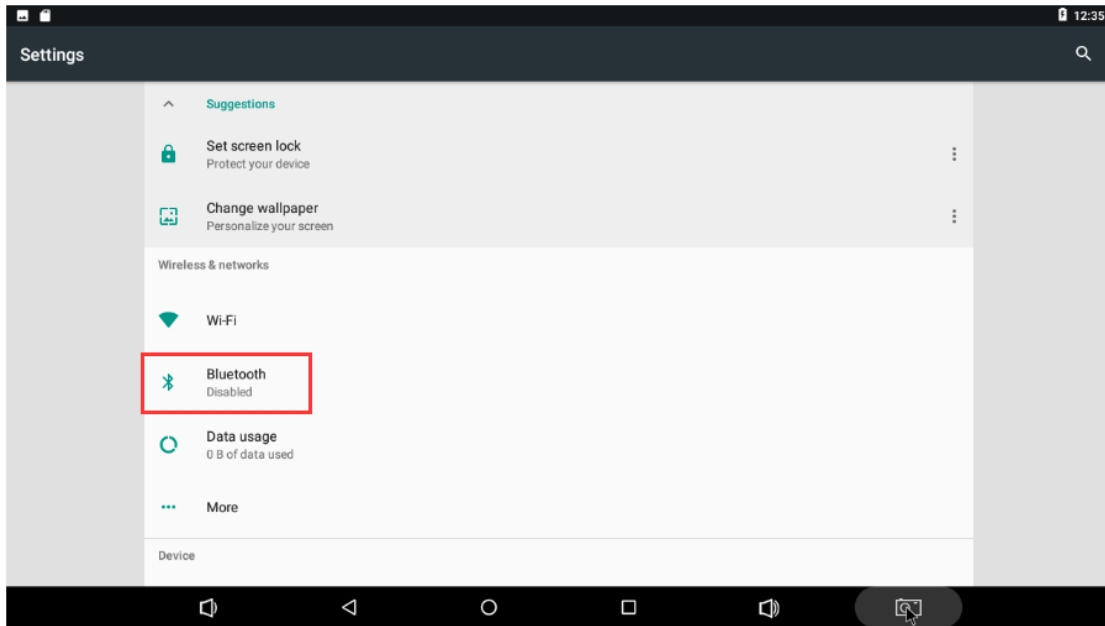 12:35
Settings
Suggestions
Set screen lock
Protect your device
Change wallpaper
Personalize your screen
Wireless & networks
Wi-Fi
Bluetooth
Disabled
Data usage
0 B of data used
More
Device